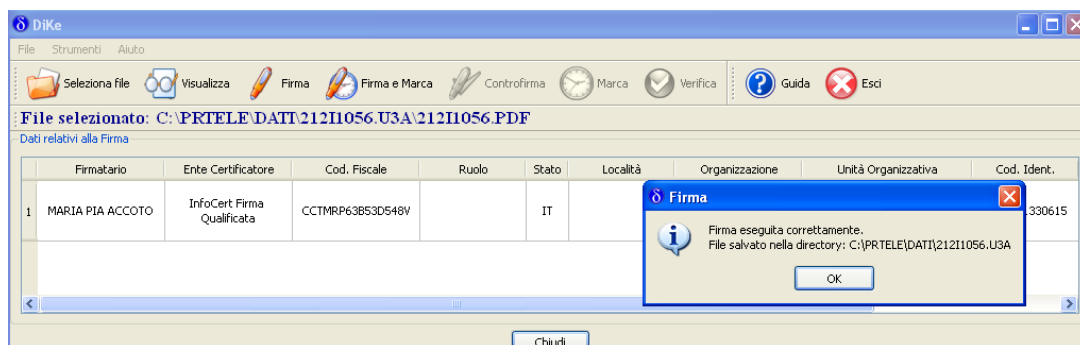 δ DiKe
File Strumenti Aiuto
Seleziona file Visualizza Firma Firma e Marca Controfirma Marca Verifica Guida Esci
File selezionato: C:\PRTELE\DATI\212I1056.U3A\212I1056.PDF
Dati relativi alla Firma
Firmatario Ente Certificatore Cod. Fiscale Ruolo Stato Località Organizzazione Unità Organizzativa Cod. Ident.
1 MARIA PIA ACCOTO InfoCert Firma Qualificata CCTMRP63B53D548V IT .330615
δ Firma
Firma eseguita correttamente.
File salvato nella directory: C:\PRTELE\DATI\212I1056.U3A
OK
Chiudi